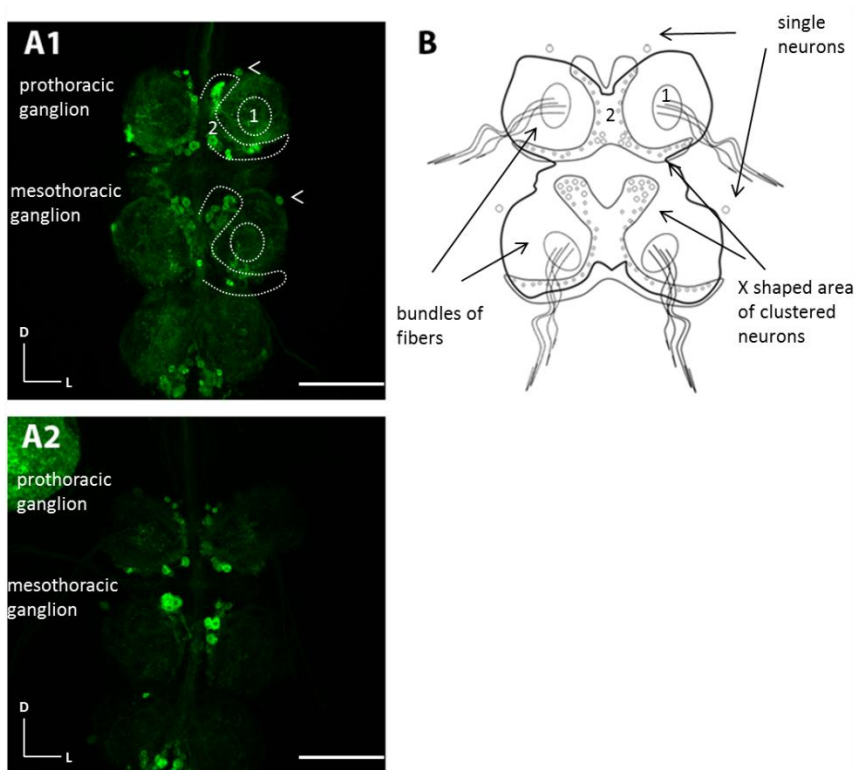 A1
prothoracic
ganglion
<
1
2
mesothoracic
ganglion
<
D
L
B
single
neurons
1
2
bundles of
fibers
X shaped area
of clustered
neurons
A2
prothoracic
ganglion
mesothoracic
ganglion
D
L